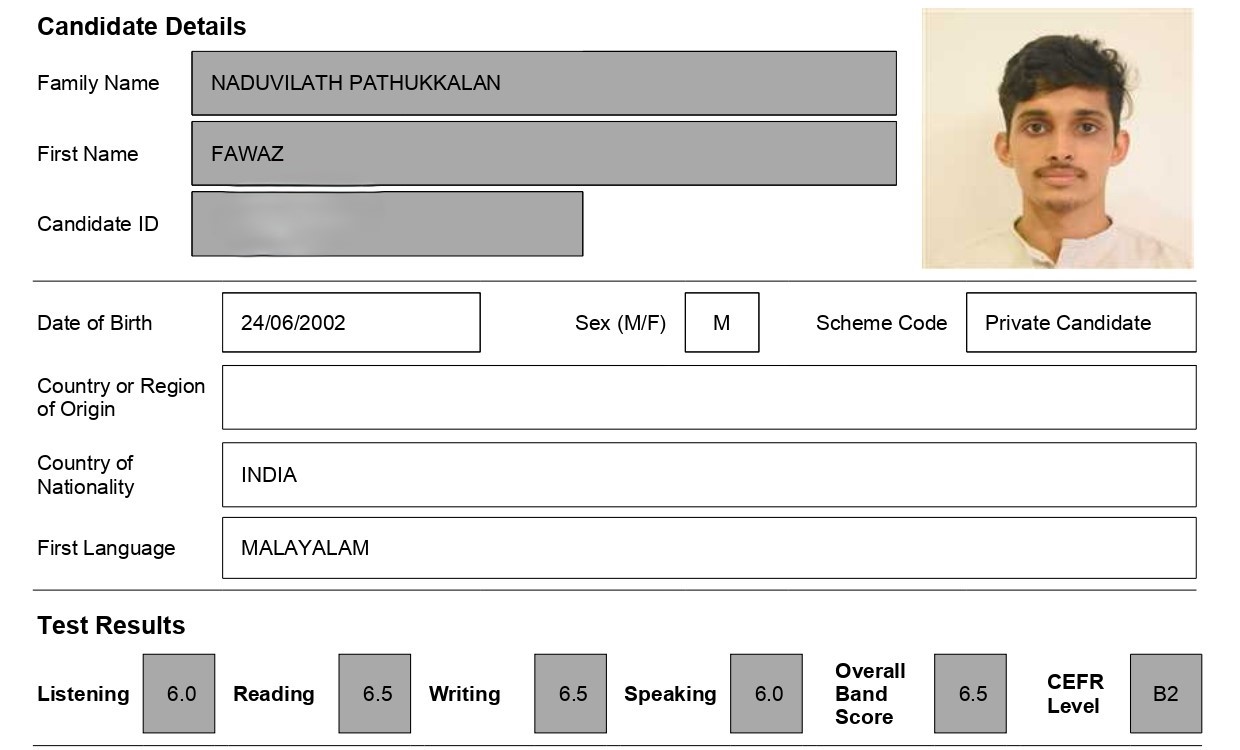 Candidate Details
Family Name NADUVILATH PATHUKKALAN
First Name FAWAZ
Candidate ID
Date of Birth 24/06/2002 Sex (M/F) M Scheme Code Private Candidate
Country or Region
of Origin
Country of
Nationality INDIA
First Language MALAYALAM
Test Results
Listening 6.0 Reading 6.5 Writing 6.5 Speaking 6.0 Overall
Band
Score 6.5 CEFR
Level B2